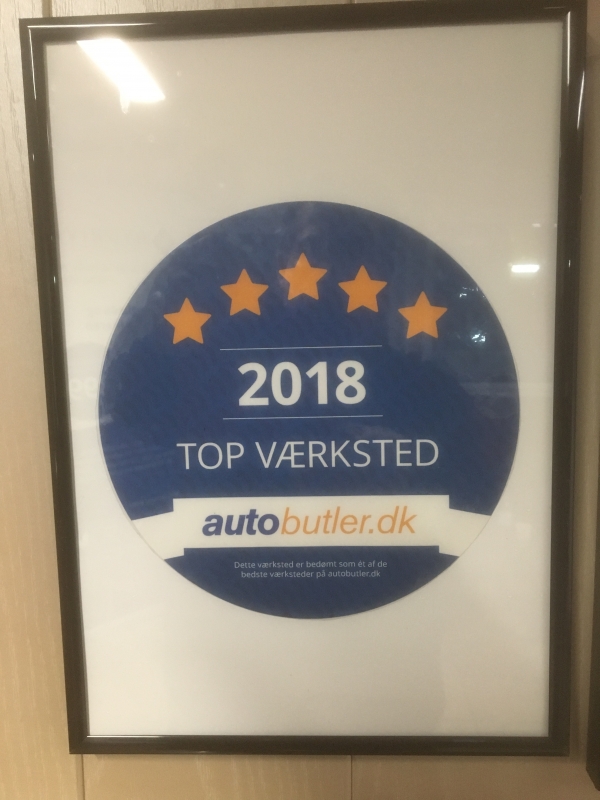 2018
TOP VÆRKSTED
autobutler.dk
Dette værksted er bedømt som ét af de
bedste værksteder på autobutler.dk